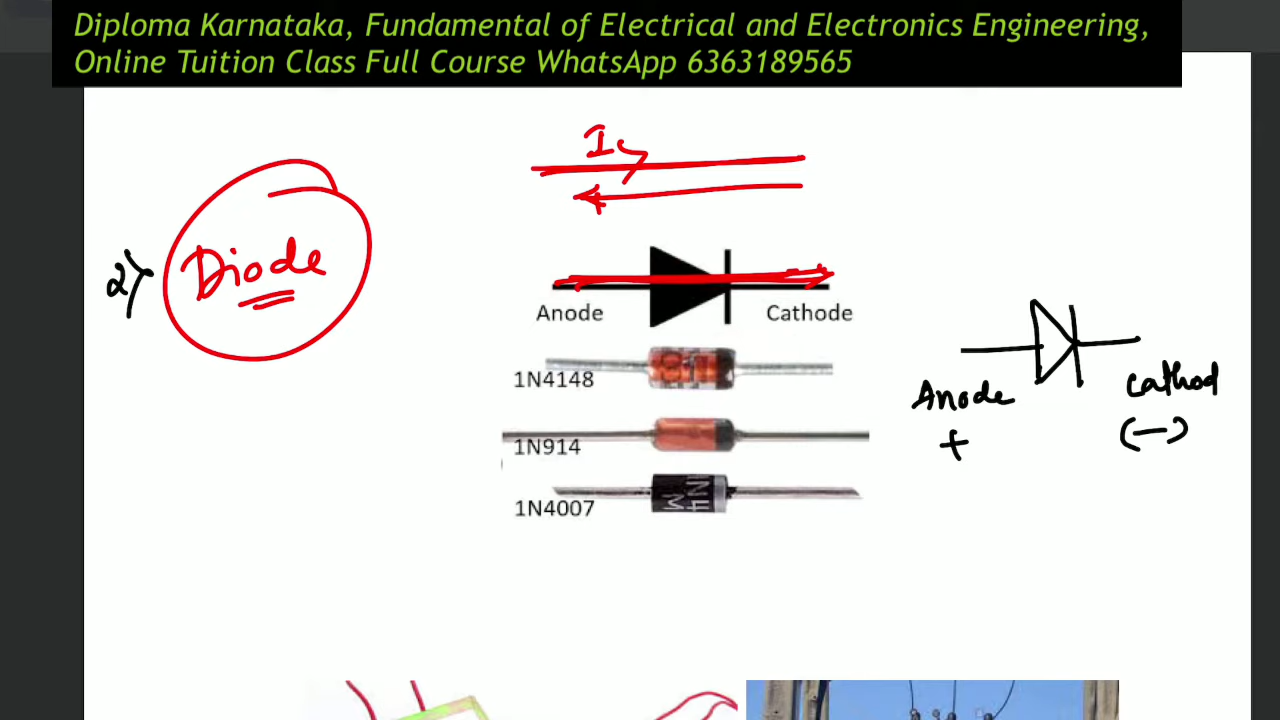 Diploma Karnataka, Fundamental of Electrical and Electronics Engineering,
Online Tuition Class Full Course WhatsApp 6363189565
I
2)
Diode
Anode
Cathode
1N4148
1N914
1N4007
1N4
M
Anode
Cathod
+
(-)